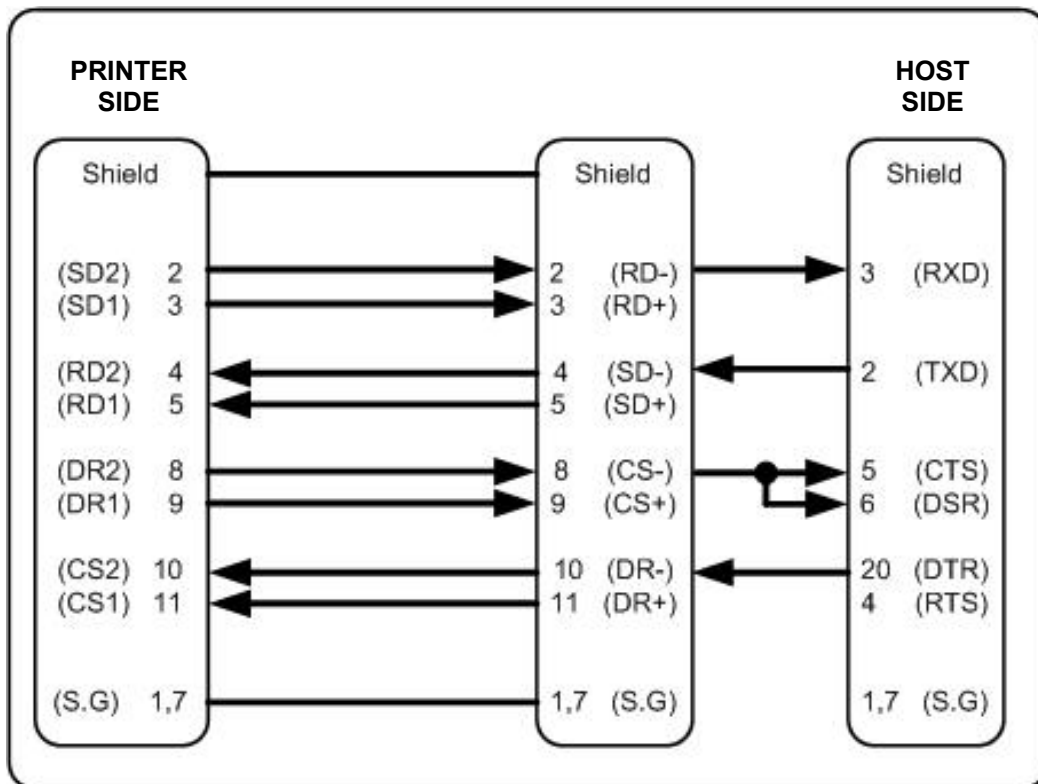 PRINTER
SIDE
HOST
SIDE
Shield Shield Shield
(SD2) 2 2 (RD-) 3 (RXD)
(SD1) 3 3 (RD+)
(RD2) 4 4 (SD-) 2 (TXD)
(RD1) 5 5 (SD+)
(DR2) 8 8 (CS-) 5 (CTS)
(DR1) 9 9 (CS+) 6 (DSR)
(CS2) 10 10 (DR-) 20 (DTR)
(CS1) 11 11 (DR+) 4 (RTS)
(S.G) 1,7 1,7 (S.G) 1,7 (S.G)